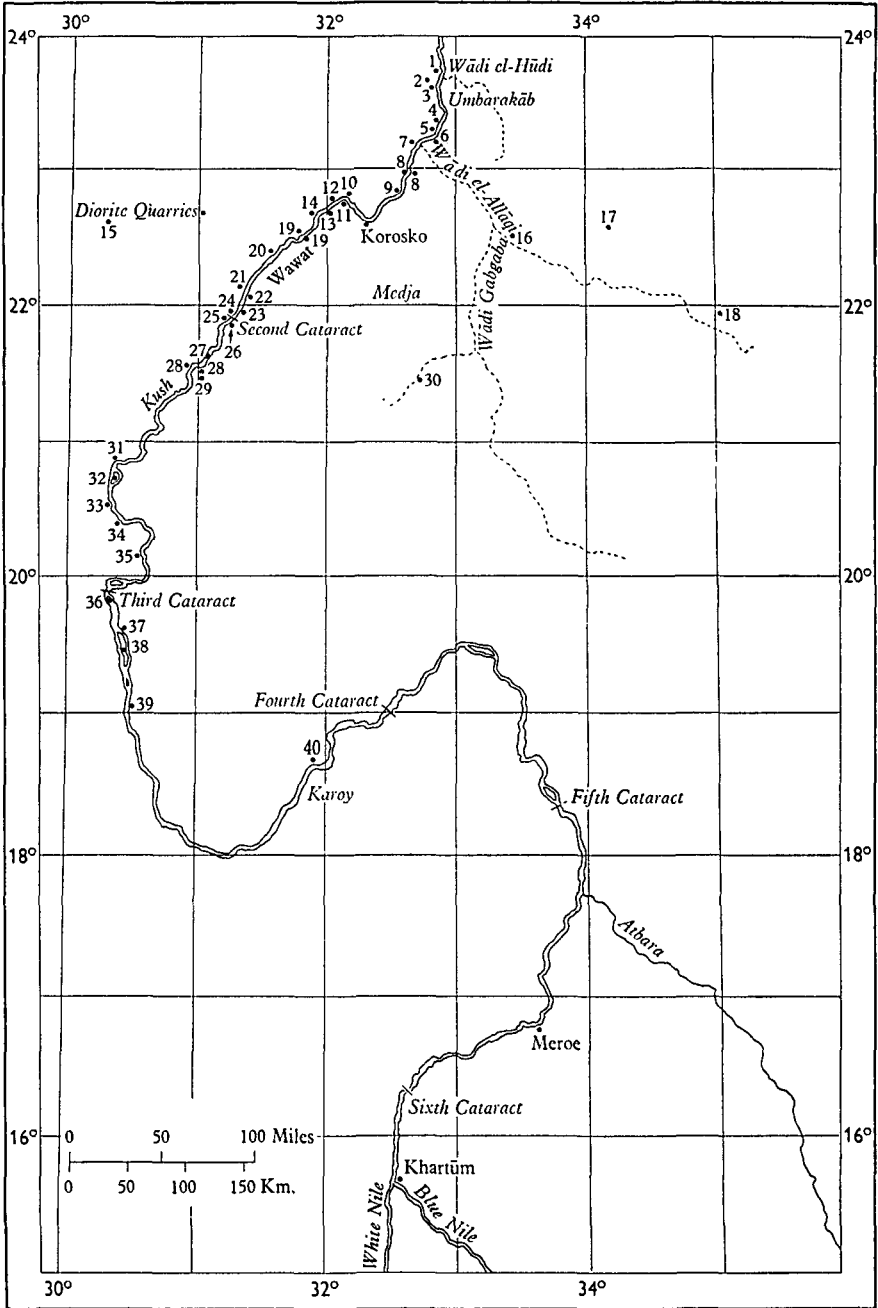 30° 32° 34°
24° 24°
1 Wādi el-Hūdi
2
3 Umbarakāb
4
5
7 6
8 Wādi el-Allāqi
8
9
12 10
14 11
13
Diorite Quarries
15
19 19
Korosko
20 Wawat
16 17
Wādi Gabgaba
21
22° 22 Medja 22°
24
25 23 18
Second Cataract
26
27
28 28
29
30
Kush
31
32
33
34
35
20° 20°
36 Third Cataract
37
38
39
Fourth Cataract
40
Karoy
Fifth Cataract
18° 18°
Atbara
Meroe
Sixth Cataract
16° 16°
0 50 100 Miles
0 50 100 150 Km.
Khartūm
White Nile Blue Nile
30° 32° 34°